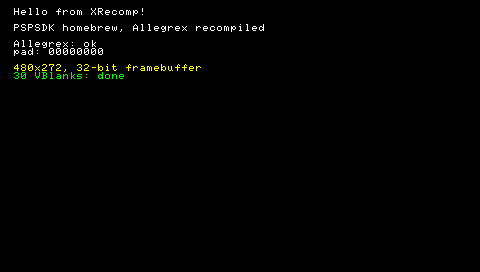 Hello from XRecomp!
PSPSDK homebrew, Allegrex recompiled
Allegrex: ok
pad: 00000000
480x272, 32-bit framebuffer
30 VBlanks: done